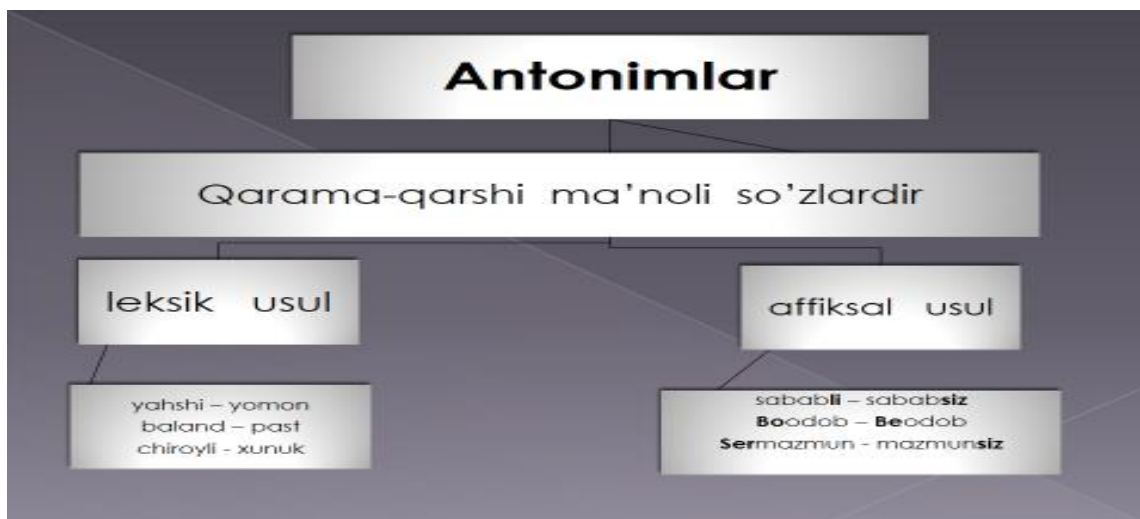 Antonimlar
Qarama-qarshi ma'noli so'zlardir
leksik usul
affiksal usul
yahshi – yomon
baland – past
chiroyli - xunuk
sababli – sababsiz
Boodob – Beodob
Sermazmun - mazmunsiz